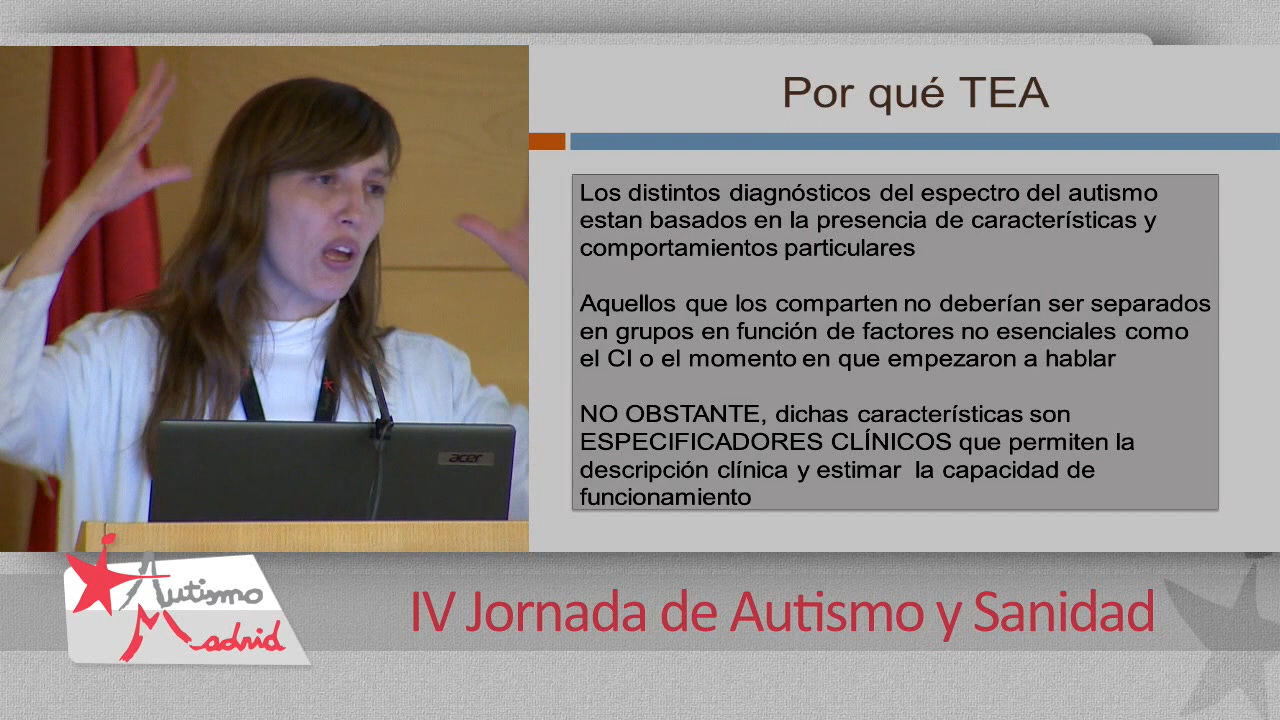 Por qué TEA
Los distintos diagnósticos del espectro del autismo
estan basados en la presencia de características y
comportamientos particulares
Aquellos que los comparten no deberían ser separados
en grupos en función de factores no esenciales como
el CI o el momento en que empezaron a hablar
NO OBSTANTE, dichas características son
ESPECIFICADORES CLÍNICOS que permiten la
descripción clínica y estimar la capacidad de
funcionamiento
acer
Autismo
Madrid
IV Jornada de Autismo y Sanidad